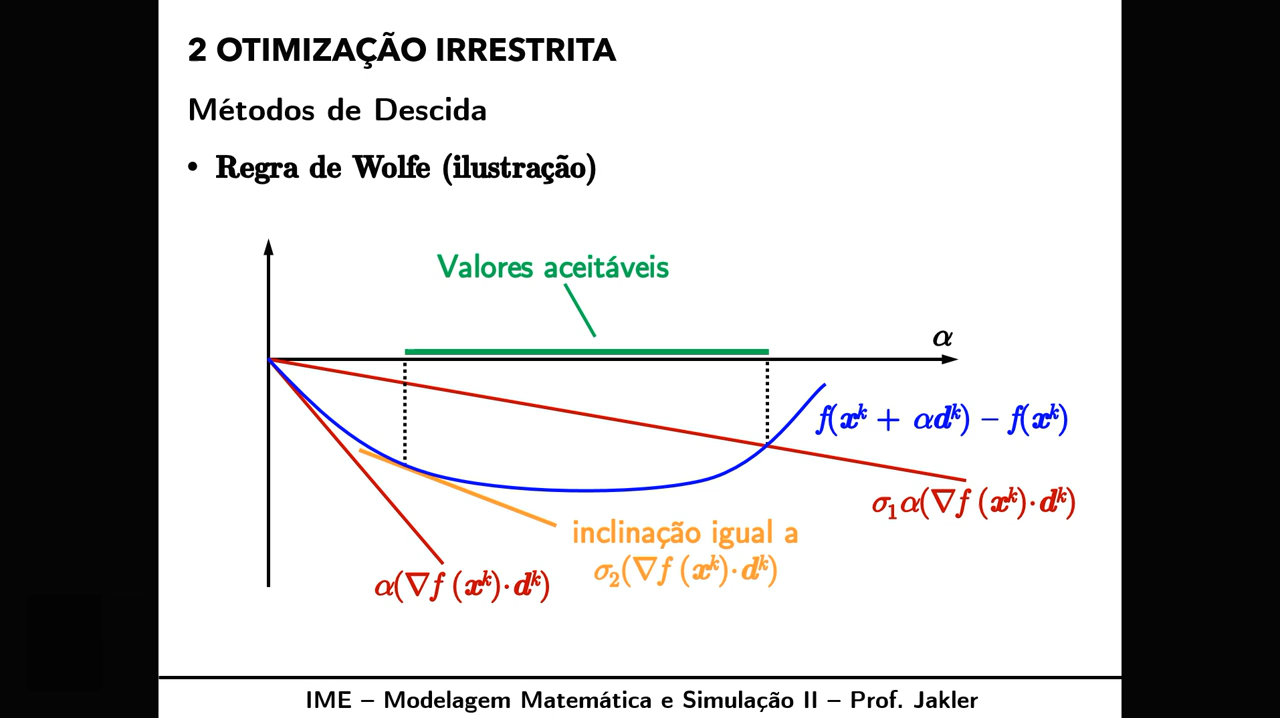 2 OTIMIZAÇÃO IRRESTRITA
Métodos de Descida
• Regra de Wolfe (ilustração)
Valores aceitáveis
α
f(xᵏ + αdᵏ) – f(xᵏ)
σ₁α(∇f (xᵏ)·dᵏ)
inclinação igual a
σ₂(∇f (xᵏ)·dᵏ)
α(∇f (xᵏ)·dᵏ)
IME – Modelagem Matemática e Simulação II – Prof. Jakler